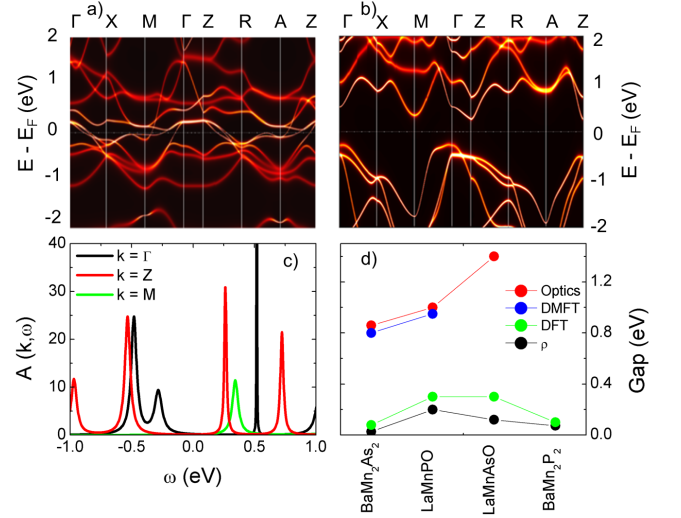 a) b)
Γ X M Γ Z R A Z Γ X M Γ Z R A Z
2 2
1 1
0 0
-1 -1
-2 -2
E - E_F (eV)
E - E_F (eV)
c)
40
30
20
10
0
A (k,ω)
k = Γ
k = Z
k = M
-1.0 -0.5 0.0 0.5 1.0
ω (eV)
d)
Optics
DMFT
DFT
ρ
1.2
0.8
0.4
0.0
Gap (eV)
BaMn₂As₂
LaMnPO
LaMnAsO
BaMn₂P₂